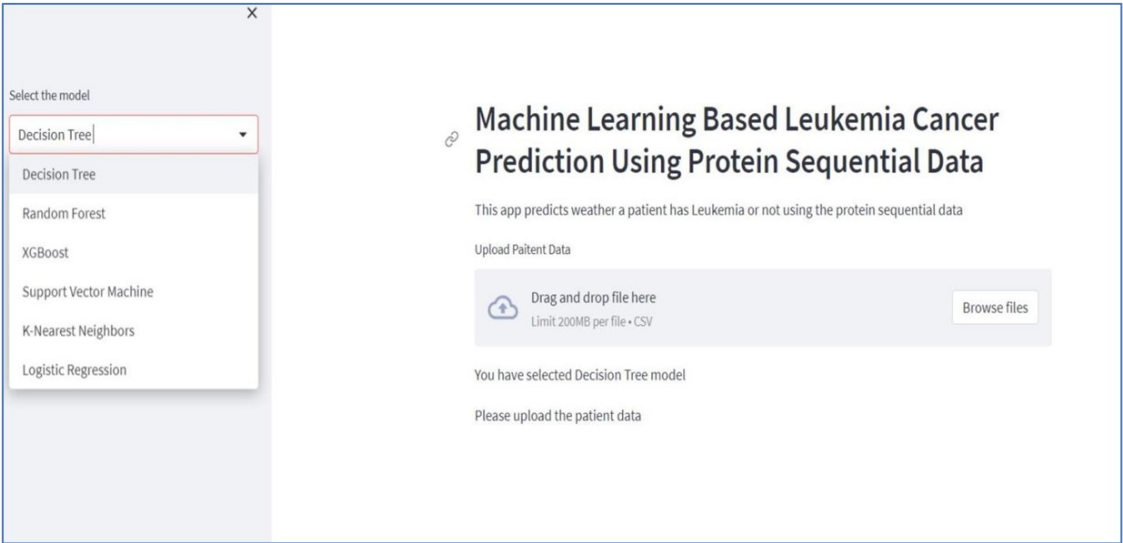 Select the model
Decision Tree
Decision Tree
Random Forest
XGBoost
Support Vector Machine
K-Nearest Neighbors
Logistic Regression
Machine Learning Based Leukemia Cancer
Prediction Using Protein Sequential Data
This app predicts weather a patient has Leukemia or not using the protein sequential data
Upload Paitent Data
Drag and drop file here
Limit 200MB per file • CSV
Browse files
You have selected Decision Tree model
Please upload the patient data